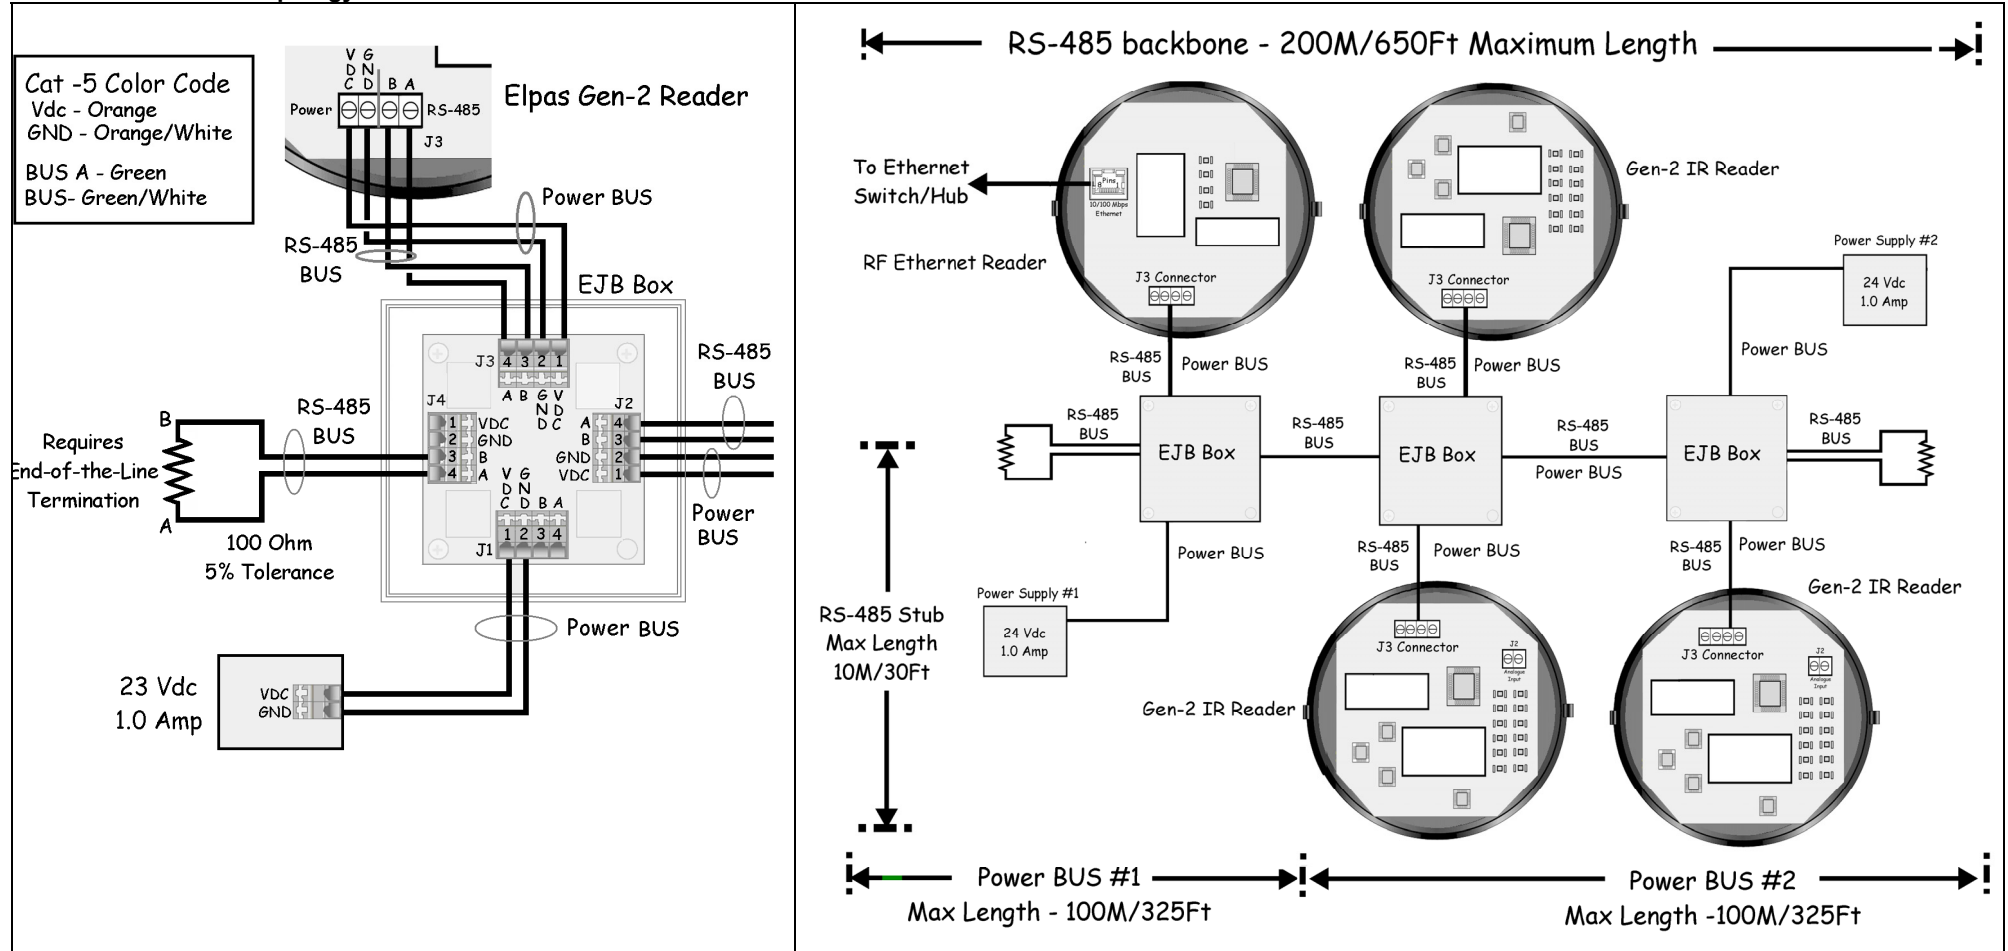 Cat -5 Color Code
Vdc - Orange
GND - Orange/White
BUS A - Green
BUS- Green/White
VDC
GND
B
A
Power
RS-485
J3
Elpas Gen-2 Reader
Power BUS
RS-485
BUS
EJB Box
J3
4 3 2 1
A B GND VDC
J4
1 VDC
2 GND
3 B
4 A
J2
A 4
B 3
GND 2
VDC 1
VDC GND B A
1 2 3 4
J1
RS-485
BUS
Power
BUS
RS-485
BUS
B
Requires
End-of-the-Line
Termination
A
100 Ohm
5% Tolerance
Power BUS
23 Vdc
1.0 Amp
VDC
GND
RS-485 backbone - 200M/650Ft Maximum Length
To Ethernet
Switch/Hub
Pins
8 1
10/100 Mbps
Ethernet
RF Ethernet Reader
J3 Connector
Gen-2 IR Reader
J3 Connector
Power Supply #2
24 Vdc
1.0 Amp
Power BUS
RS-485
BUS
Power BUS
RS-485
BUS
Power BUS
RS-485
BUS
EJB Box
RS-485
BUS
EJB Box
RS-485
BUS
Power BUS
EJB Box
RS-485
BUS
Power BUS
RS-485
BUS
Power BUS
RS-485
BUS
Power BUS
Power Supply #1
24 Vdc
1.0 Amp
RS-485 Stub
Max Length
10M/30Ft
J3 Connector
J2
Analogue
Input
Gen-2 IR Reader
Gen-2 IR Reader
J3 Connector
J2
Analogue
Input
Power BUS #1
Max Length - 100M/325Ft
Power BUS #2
Max Length -100M/325Ft